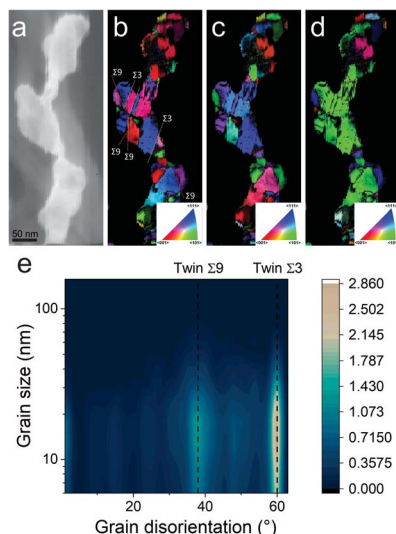 a
b
c
d
Σ9
Σ3
Σ3
Σ9
Σ9
Σ9
50 nm
<111>
<001>
<101>
<111>
<001>
<101>
<111>
<001>
<101>
e
Twin Σ9
Twin Σ3
Grain size (nm)
100
10
20
40
60
Grain disorientation (°)
2.860
2.502
2.145
1.787
1.430
1.073
0.7150
0.3575
0.000